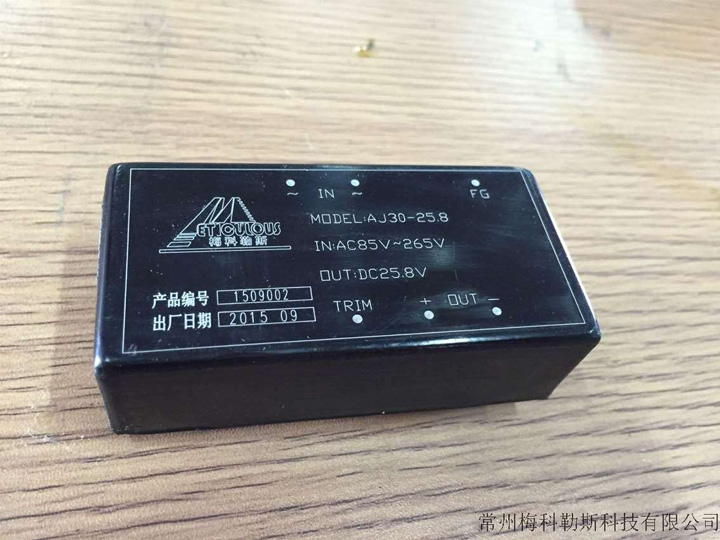 ~ IN ~ FG
METICULOUS
梅科勒斯
MODEL:AJ30-25.8
IN:AC85V~265V
OUT:DC25.8V
产品编号 1509002
出厂日期 2015 09
TRIM + OUT -
常州梅科勒斯科技有限公司